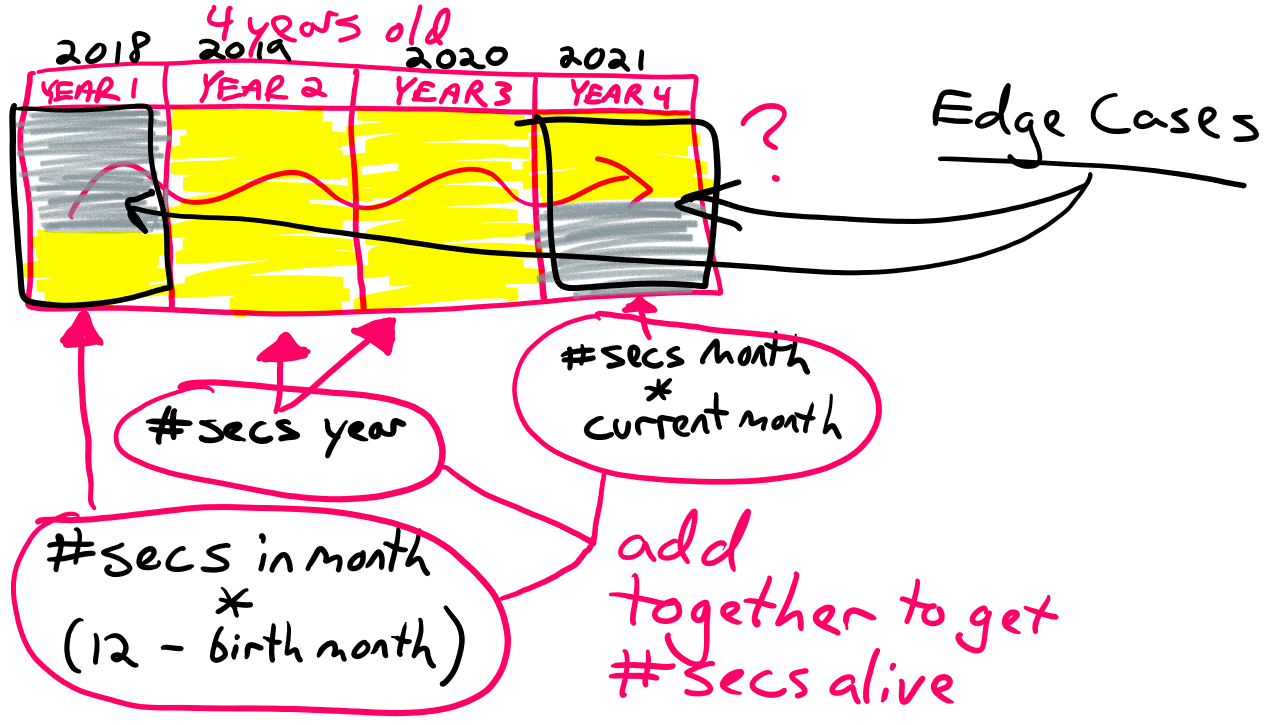 4 years old
2018 2019 2020 2021
YEAR 1 YEAR 2 YEAR 3 YEAR 4
?
Edge Cases
#secs month
*
current month
#secs year
#secs in month
*
(12 - birth month)
add
together to get
#secs alive